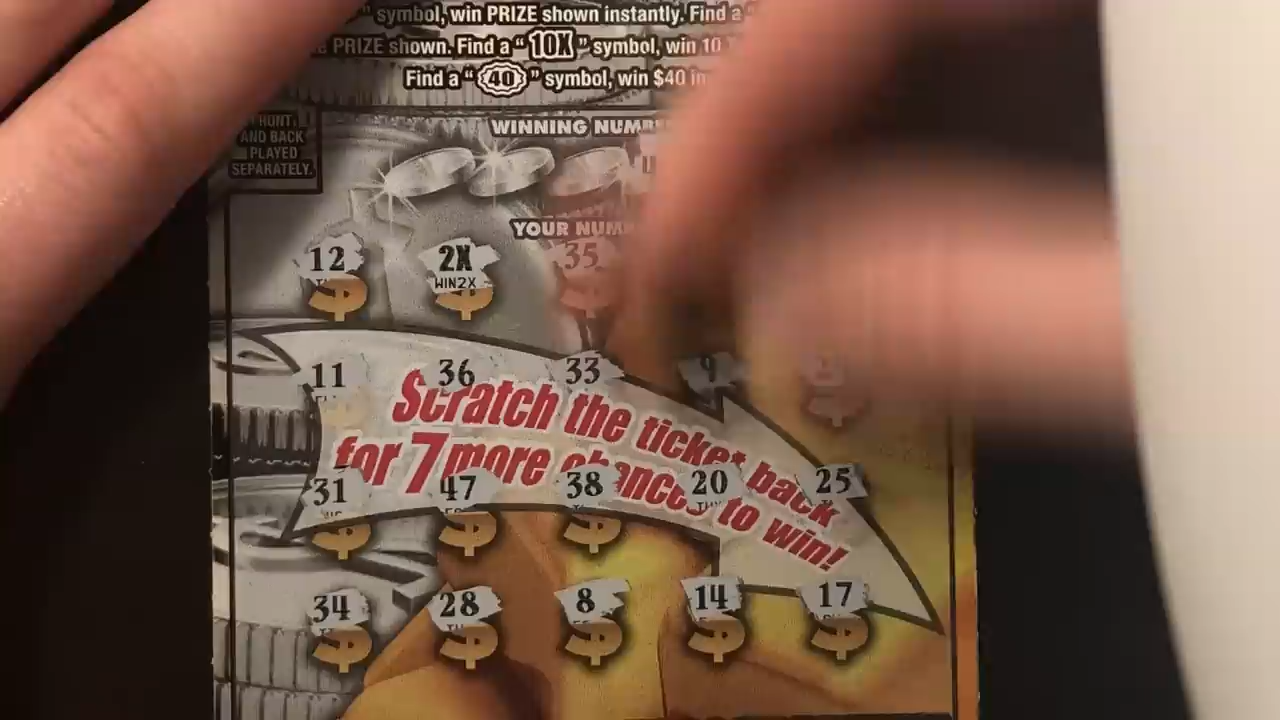 " symbol, win PRIZE shown instantly. Find a "
PRIZE shown. Find a "10X" symbol, win 10
Find a "40" symbol, win $40 in
FRONT
AND BACK
PLAYED
SEPARATELY.
WINNING NUMB
YOUR NUM
12 2X 35
WIN2X
11 36 33 9
Scratch the ticket back
for 7 more chances to win!
31 47 38 20 25
34 28 8 14 17